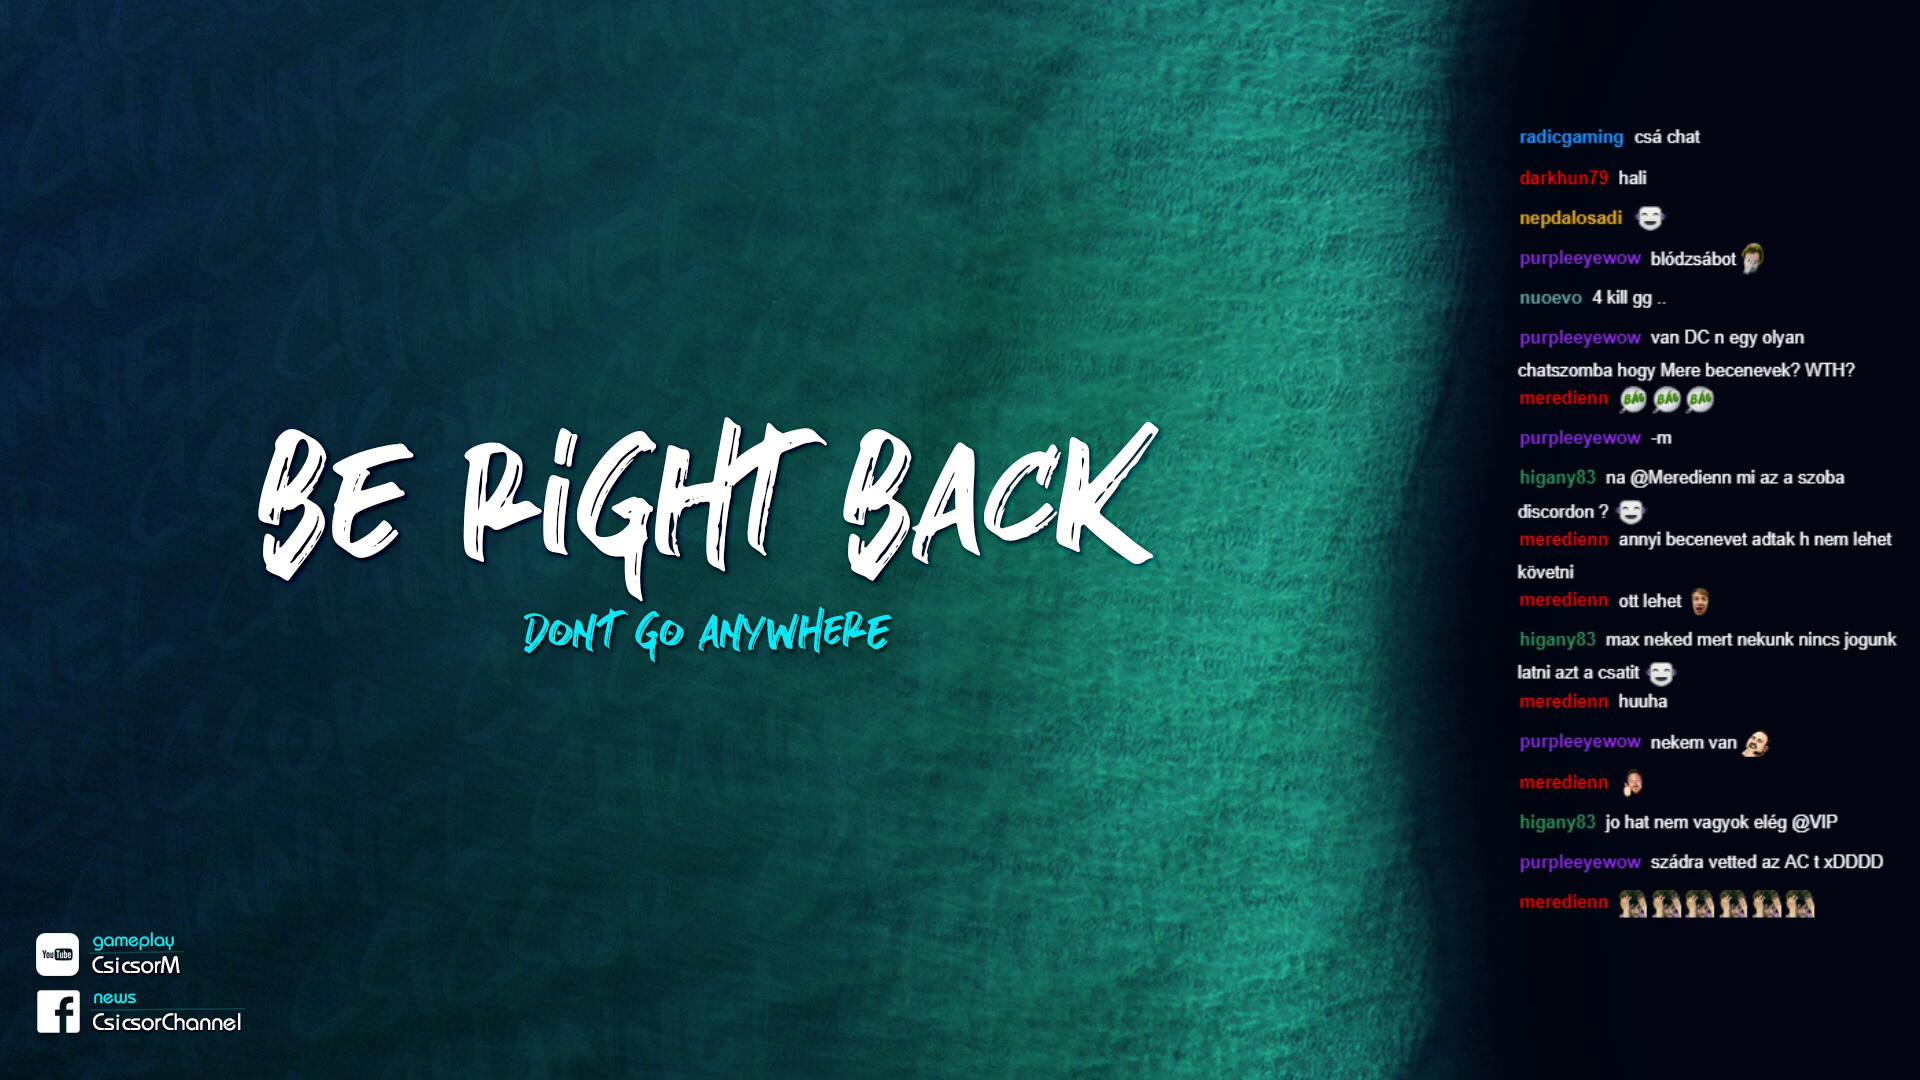 BE RIGHT BACK
DONT GO ANYWHERE
YouTube
gameplay
CsicsorM
f
news
CsicsorChannel
radicgaming csá chat
darkhun79 hali
nepdalosadi
purpleeyewow blódzsábot
nuoevo 4 kill gg ..
purpleeyewow van DC n egy olyan
chatszomba hogy Mere becenevek? WTH?
meredienn BÁG BÁG BÁG
purpleeyewow -m
higany83 na @Meredienn mi az a szoba
discordon ?
meredienn annyi becenevet adtak h nem lehet
követni
meredienn ott lehet
higany83 max neked mert nekunk nincs jogunk
latni azt a csatit
meredienn huuha
purpleeyewow nekem van
meredienn
higany83 jo hat nem vagyok elég @VIP
purpleeyewow szádra vetted az AC t xDDDD
meredienn